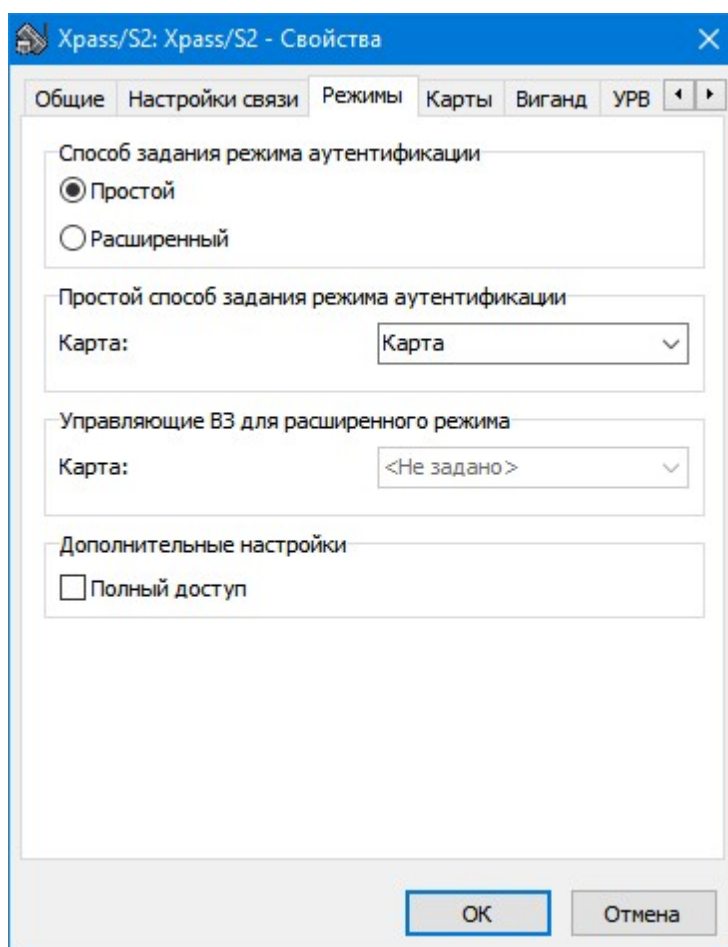 Xpass/S2: Xpass/S2 - Свойства
Общие Настройки связи Режимы Карты Виганд УРВ
Способ задания режима аутентификации
Простой
Расширенный
Простой способ задания режима аутентификации
Карта: Карта
Управляющие ВЗ для расширенного режима
Карта: <Не задано>
Дополнительные настройки
Полный доступ
ОК Отмена